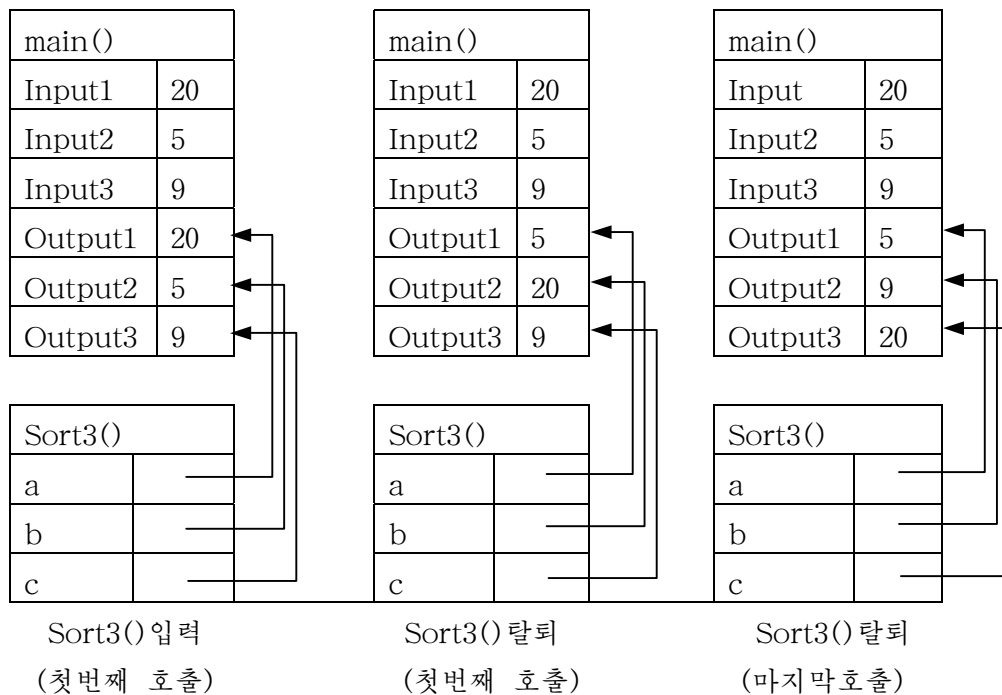 main()
Input1 20
Input2 5
Input3 9
Output1 20
Output2 5
Output3 9
Sort3()
a
b
c
Sort3()입력
(첫번째 호출)
main()
Input1 20
Input2 5
Input3 9
Output1 5
Output2 20
Output3 9
Sort3()
a
b
c
Sort3()탈퇴
(첫번째 호출)
main()
Input 20
Input2 5
Input3 9
Output1 5
Output2 9
Output3 20
Sort3()
a
b
c
Sort3()탈퇴
(마지막호출)